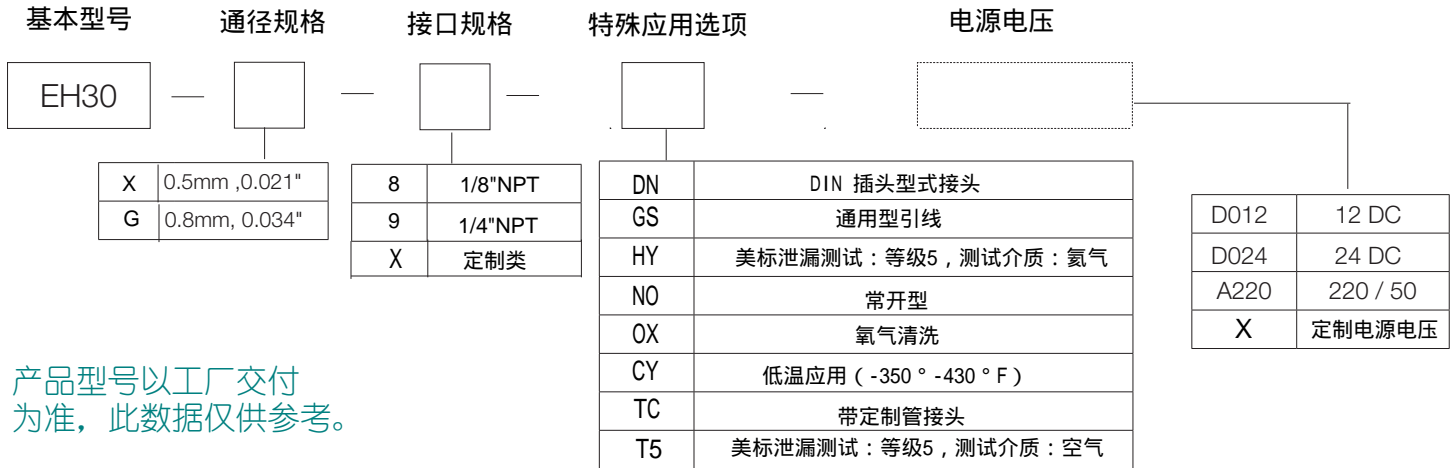 基本型号 通径规格 接口规格 特殊应用选项 电源电压
EH30
X 0.5mm ,0.021"
G 0.8mm, 0.034"
8 1/8"NPT
9 1/4"NPT
X 定制类
DN DIN 插头型式接头
GS 通用型引线
HY 美标泄漏测试：等级5，测试介质：氦气
NO 常开型
OX 氧气清洗
CY 低温应用（-350 ° -430 ° F）
TC 带定制管接头
T5 美标泄漏测试：等级5，测试介质：空气
D012 12 DC
D024 24 DC
A220 220 / 50
X 定制电源电压
产品型号以工厂交付
为准，此数据仅供参考。